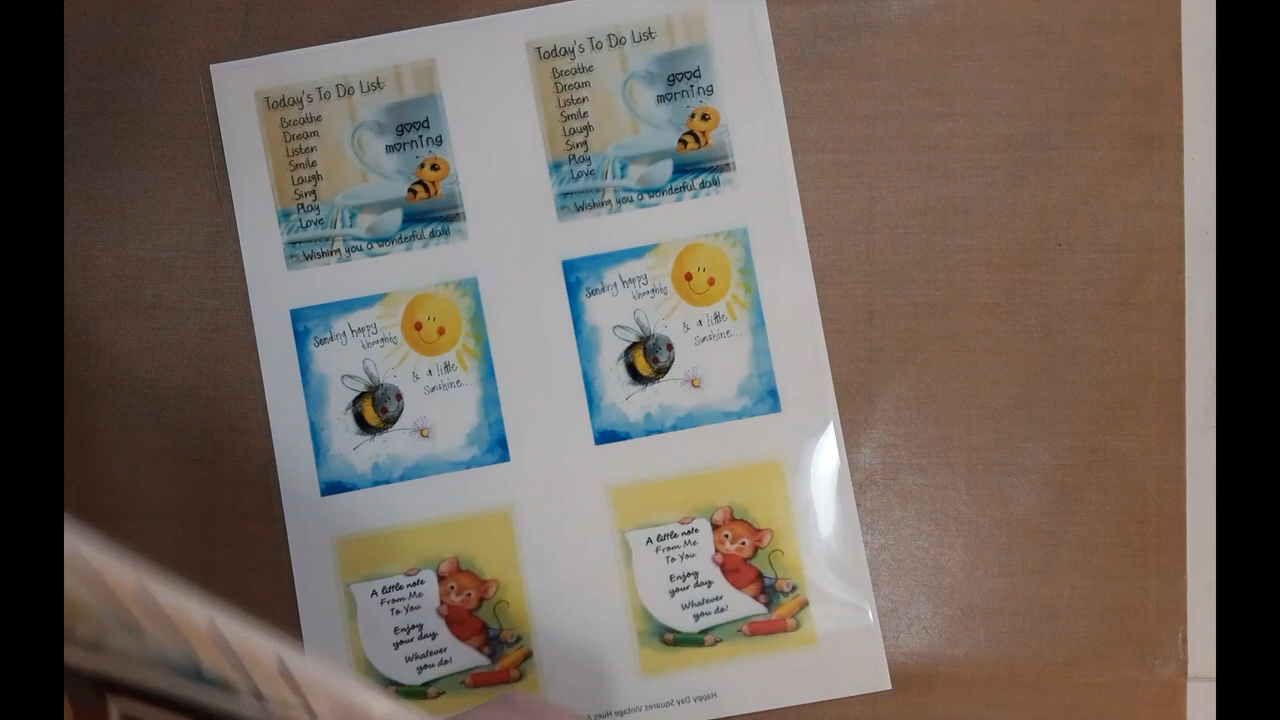 Today's To Do List:
Breathe
Dream
Listen
Smile
Laugh
Sing
Play
Love
good
morning
Wishing you a wonderful day!
Today's To Do List:
Breathe
Dream
Listen
Smile
Laugh
Sing
Play
Love
good
morning
Wishing you a wonderful day!
Sending happy
thoughts
& a little
Sunshine...
Sending happy
thoughts
& a little
Sunshine...
A little note
From Me
To You
Enjoy
your day,
Whatever
you do!
A little note
From Me
To You
Enjoy
your day,
Whatever
you do!
Happy Day Squares Vintage Hues